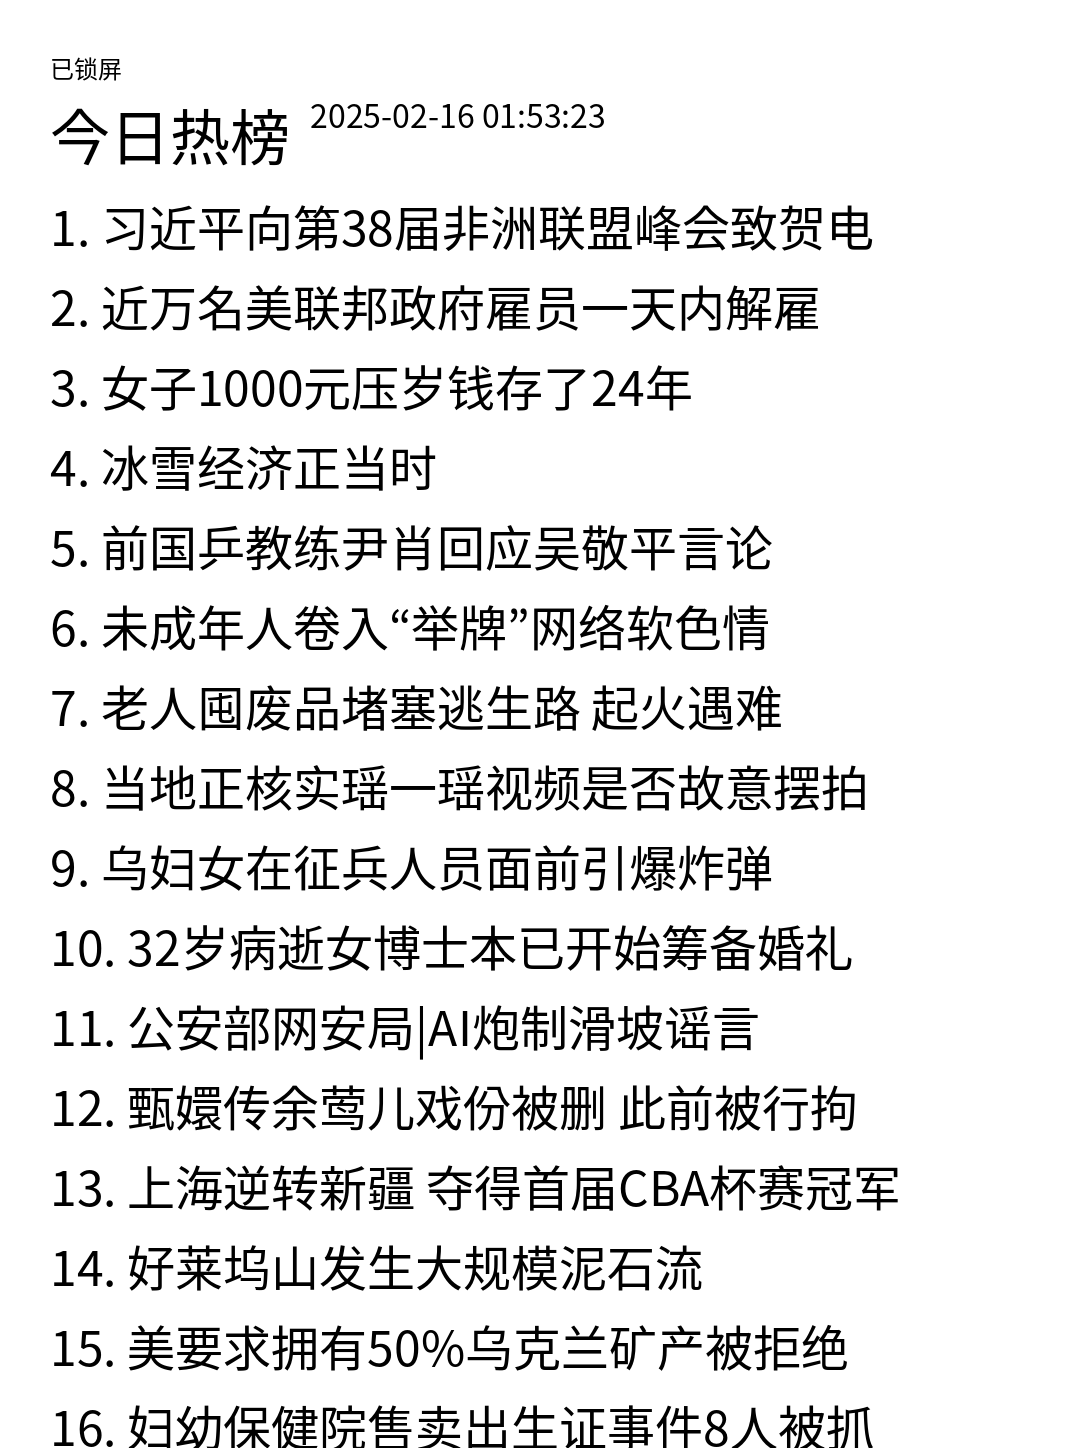 已锁屏
今日热榜 2025-02-16 01:53:23
1. 习近平向第38届非洲联盟峰会致贺电
2. 近万名美联邦政府雇员一天内解雇
3. 女子1000元压岁钱存了24年
4. 冰雪经济正当时
5. 前国乒教练尹肖回应吴敬平言论
6. 未成年人卷入“举牌”网络软色情
7. 老人囤废品堵塞逃生路 起火遇难
8. 当地正核实瑶一瑶视频是否故意摆拍
9. 乌妇女在征兵人员面前引爆炸弹
10. 32岁病逝女博士本已开始筹备婚礼
11. 公安部网安局|AI炮制滑坡谣言
12. 甄嬛传余莺儿戏份被删 此前被行拘
13. 上海逆转新疆 夺得首届CBA杯赛冠军
14. 好莱坞山发生大规模泥石流
15. 美要求拥有50%乌克兰矿产被拒绝
16. 妇幼保健院售卖出生证事件8人被抓